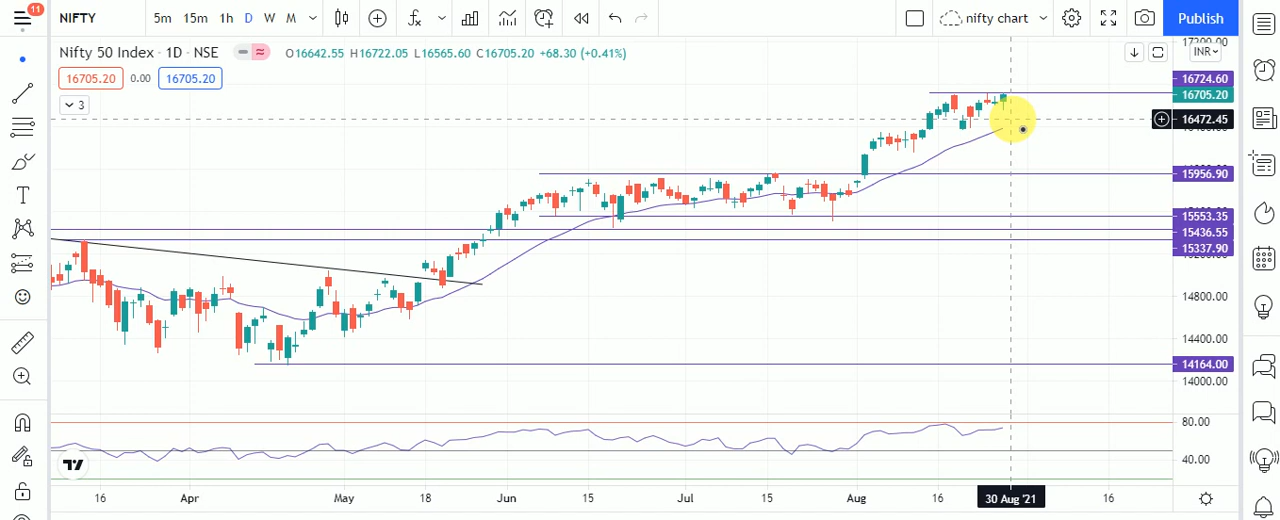 11
NIFTY
5m 15m 1h D W M
nifty chart
Publish
Nifty 50 Index · 1D · NSE
O16642.55 H16722.05 L16565.60 C16705.20 +68.30 (+0.41%)
INR
16705.20 0.00 16705.20
3
16724.60
16705.20
16472.45
15956.90
15553.35
15436.55
15337.90
14800.00
14400.00
14164.00
14000.00
80.00
40.00
16 Apr May 18 Jun 15 Jul 15 Aug 16 30 Aug '21 16